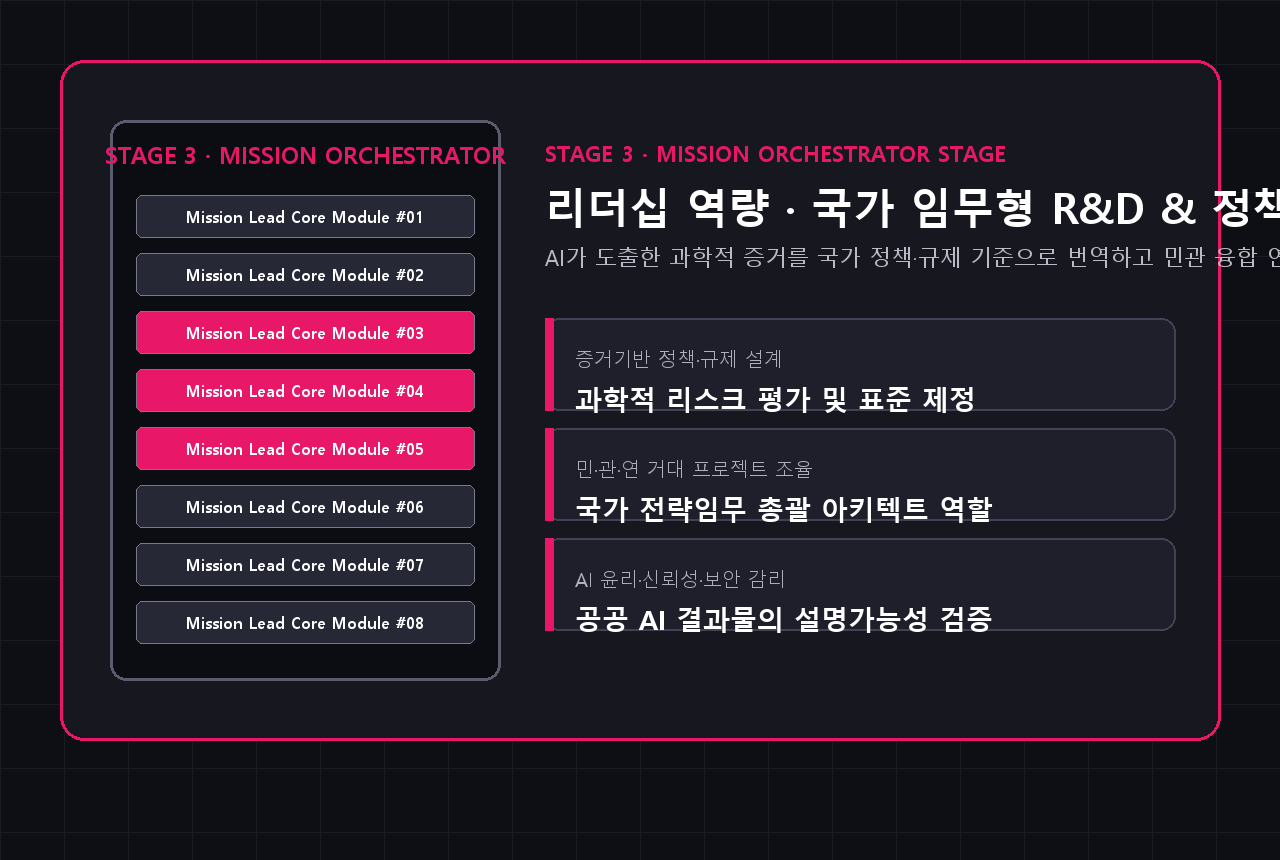 STAGE 3 · MISSION ORCHESTRATOR
Mission Lead Core Module #01
Mission Lead Core Module #02
Mission Lead Core Module #03
Mission Lead Core Module #04
Mission Lead Core Module #05
Mission Lead Core Module #06
Mission Lead Core Module #07
Mission Lead Core Module #08
STAGE 3 · MISSION ORCHESTRATOR STAGE
리더십 역량 · 국가 임무형 R&D & 정책
AI가 도출한 과학적 증거를 국가 정책·규제 기준으로 번역하고 민관 융합
증거기반 정책·규제 설계
과학적 리스크 평가 및 표준 제정
민·관·연 거대 프로젝트 조율
국가 전략임무 총괄 아키텍트 역할
AI 윤리·신뢰성·보안 감리
공공 AI 결과물의 설명가능성 검증